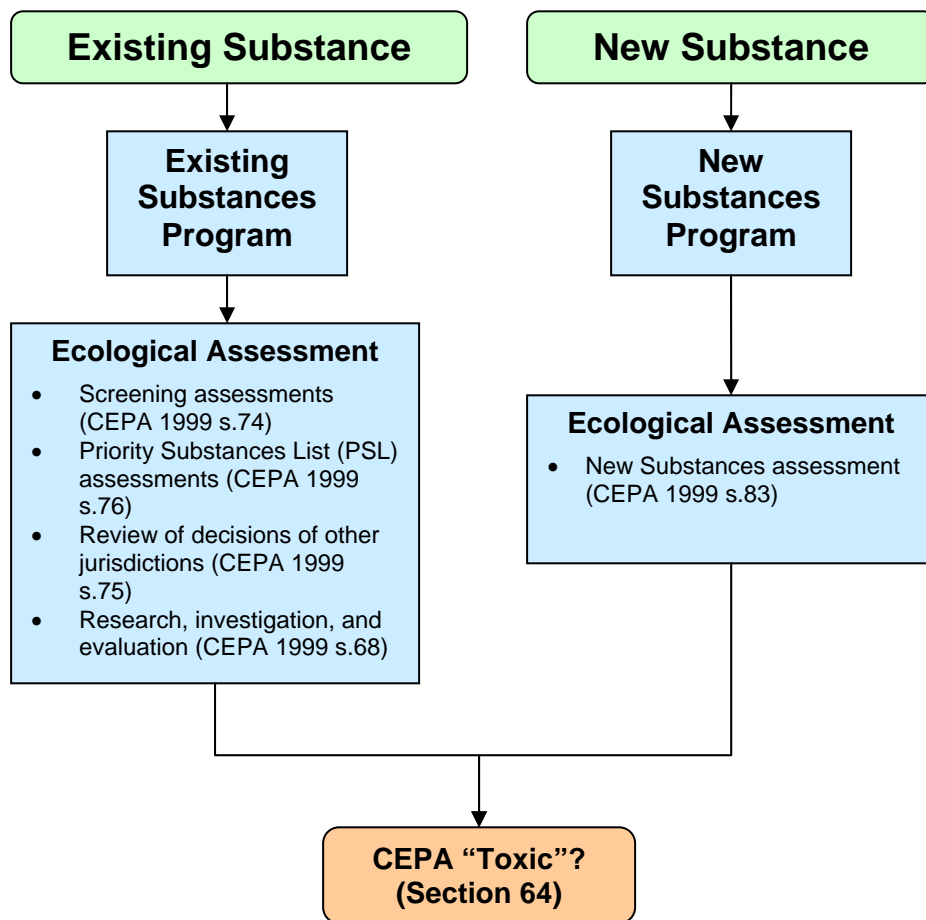 Existing Substance
New Substance
Existing
Substances
Program
New
Substances
Program
Ecological Assessment
• Screening assessments
(CEPA 1999 s.74)
• Priority Substances List (PSL)
assessments (CEPA 1999
s.76)
• Review of decisions of other
jurisdictions (CEPA 1999
s.75)
• Research, investigation, and
evaluation (CEPA 1999 s.68)
Ecological Assessment
• New Substances assessment
(CEPA 1999 s.83)
CEPA “Toxic”?
(Section 64)